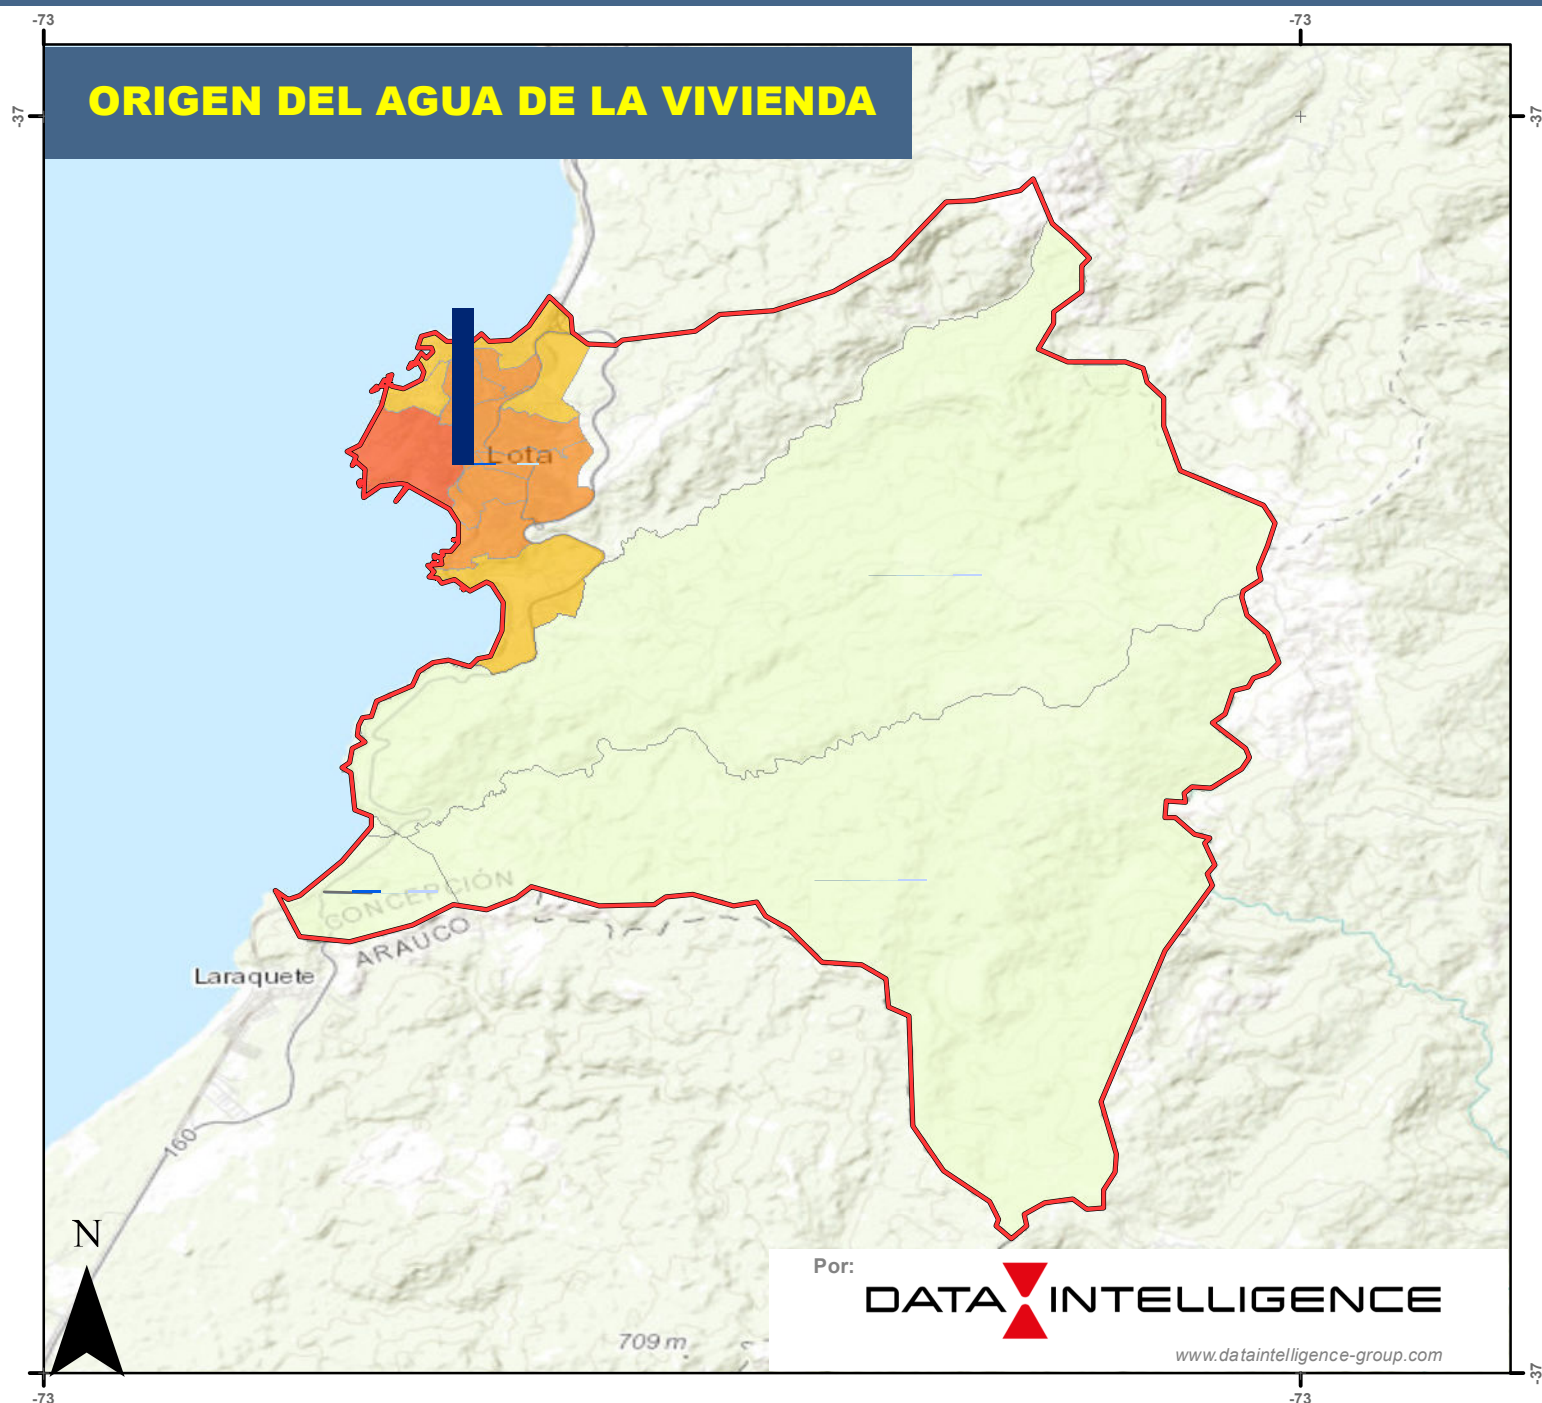 -73
-73
-37
-37
ORIGEN DEL AGUA DE LA VIVIENDA
Lota
CONCEPCIÓN
ARAUCO
Laraquete
160
N
709 m
Por:
DATA INTELLIGENCE
www.dataintelligence-group.com
-37
-73
-73